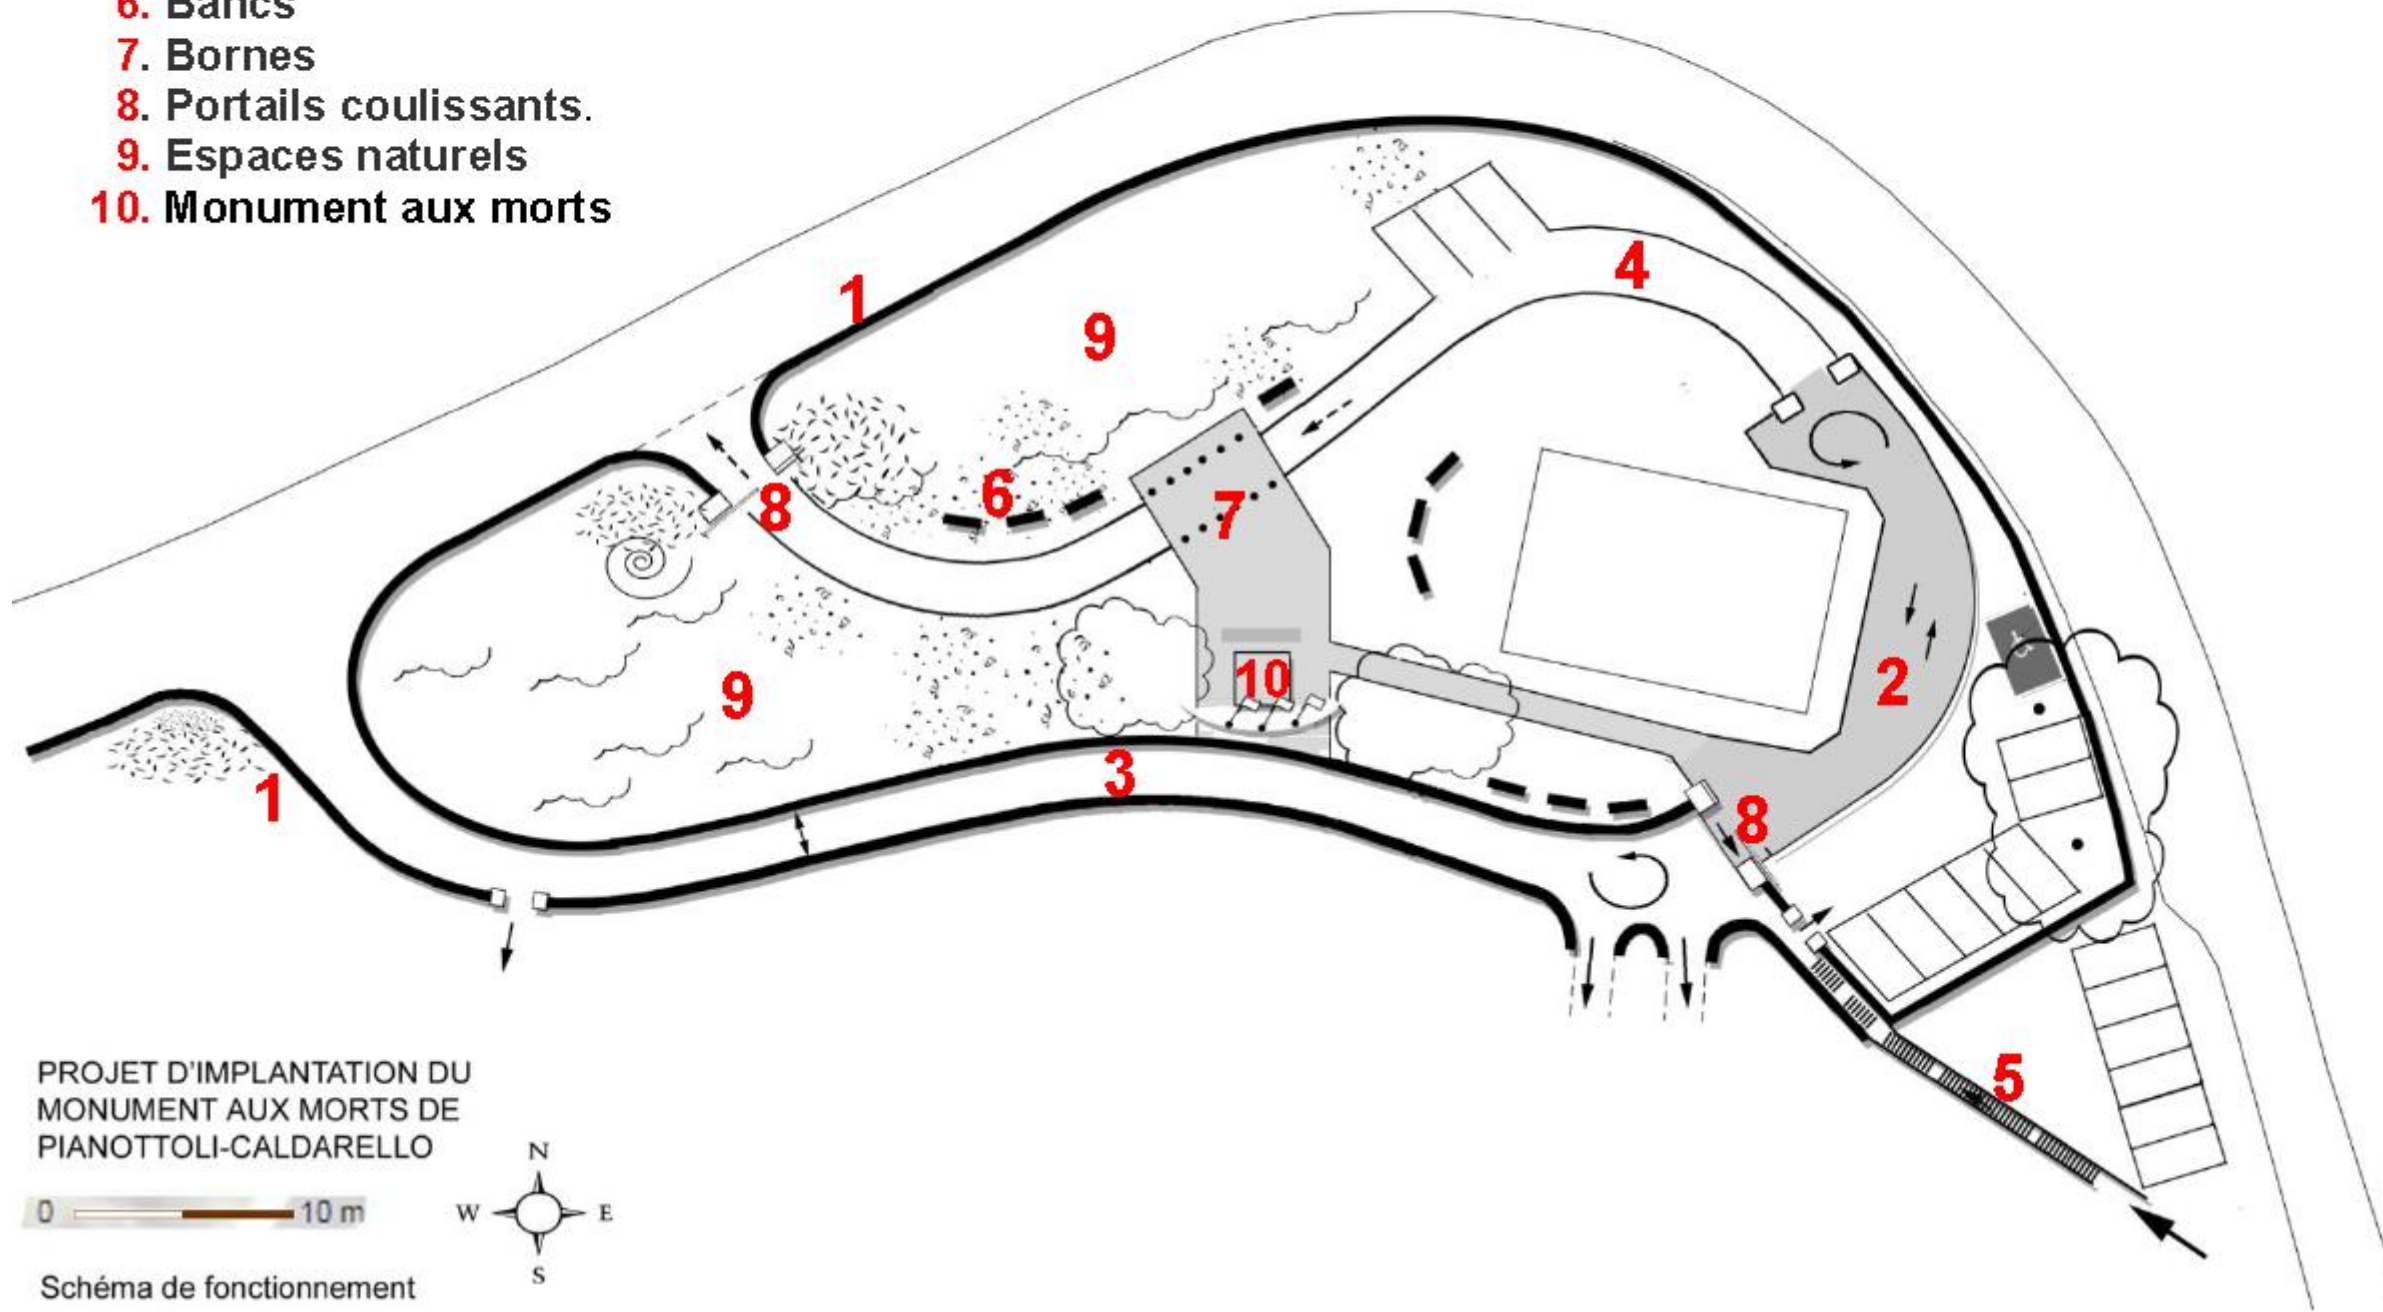 6. Bancs
7. Bornes
8. Portails coulissants.
9. Espaces naturels
10. Monument aux morts
1
4
9
6
8
7
10
2
9
3
1
8
5
PROJET D'IMPLANTATION DU
MONUMENT AUX MORTS DE
PIANOTTOLI-CALDARELLO
0 10 m
N
W E
S
Schéma de fonctionnement